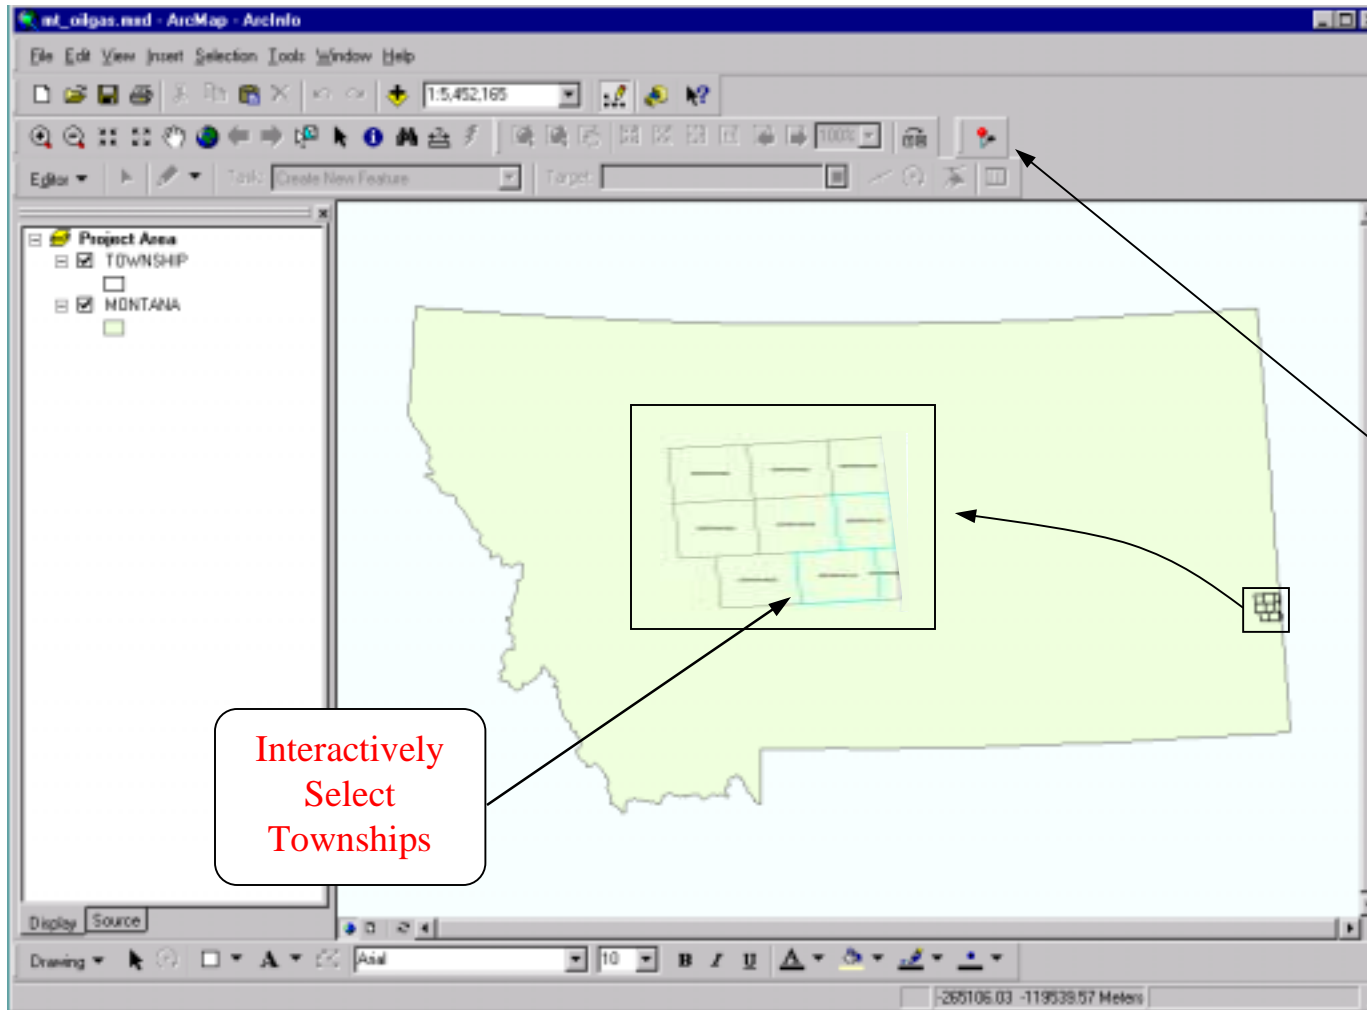 mt_oilgas.mxd - ArcMap - ArcInfo
File Edit View Insert Selection Tools Window Help
1:5,452,165
100%
Editor Task: Create New Feature Target:
Project Area
TOWNSHIP
MONTANA
Interactively
Select
Townships
Display Source
Drawing A Arial 10 B I U A
-265106.03 -119539.57 Meters